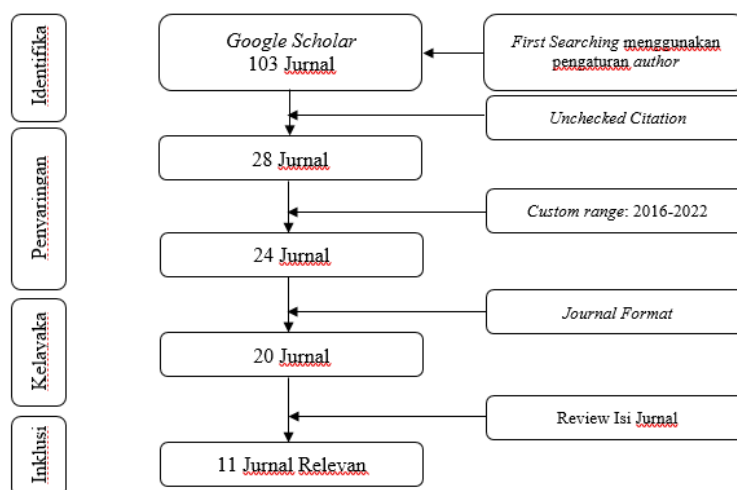 Identifika
Google Scholar
103 Jurnal
First Searching menggunakan
pengaturan author
Unchecked Citation
Penyaringan
28 Jurnal
Custom range: 2016-2022
24 Jurnal
Kelayaka
Journal Format
20 Jurnal
Review Isi Jurnal
Inklusi
11 Jurnal Relevan